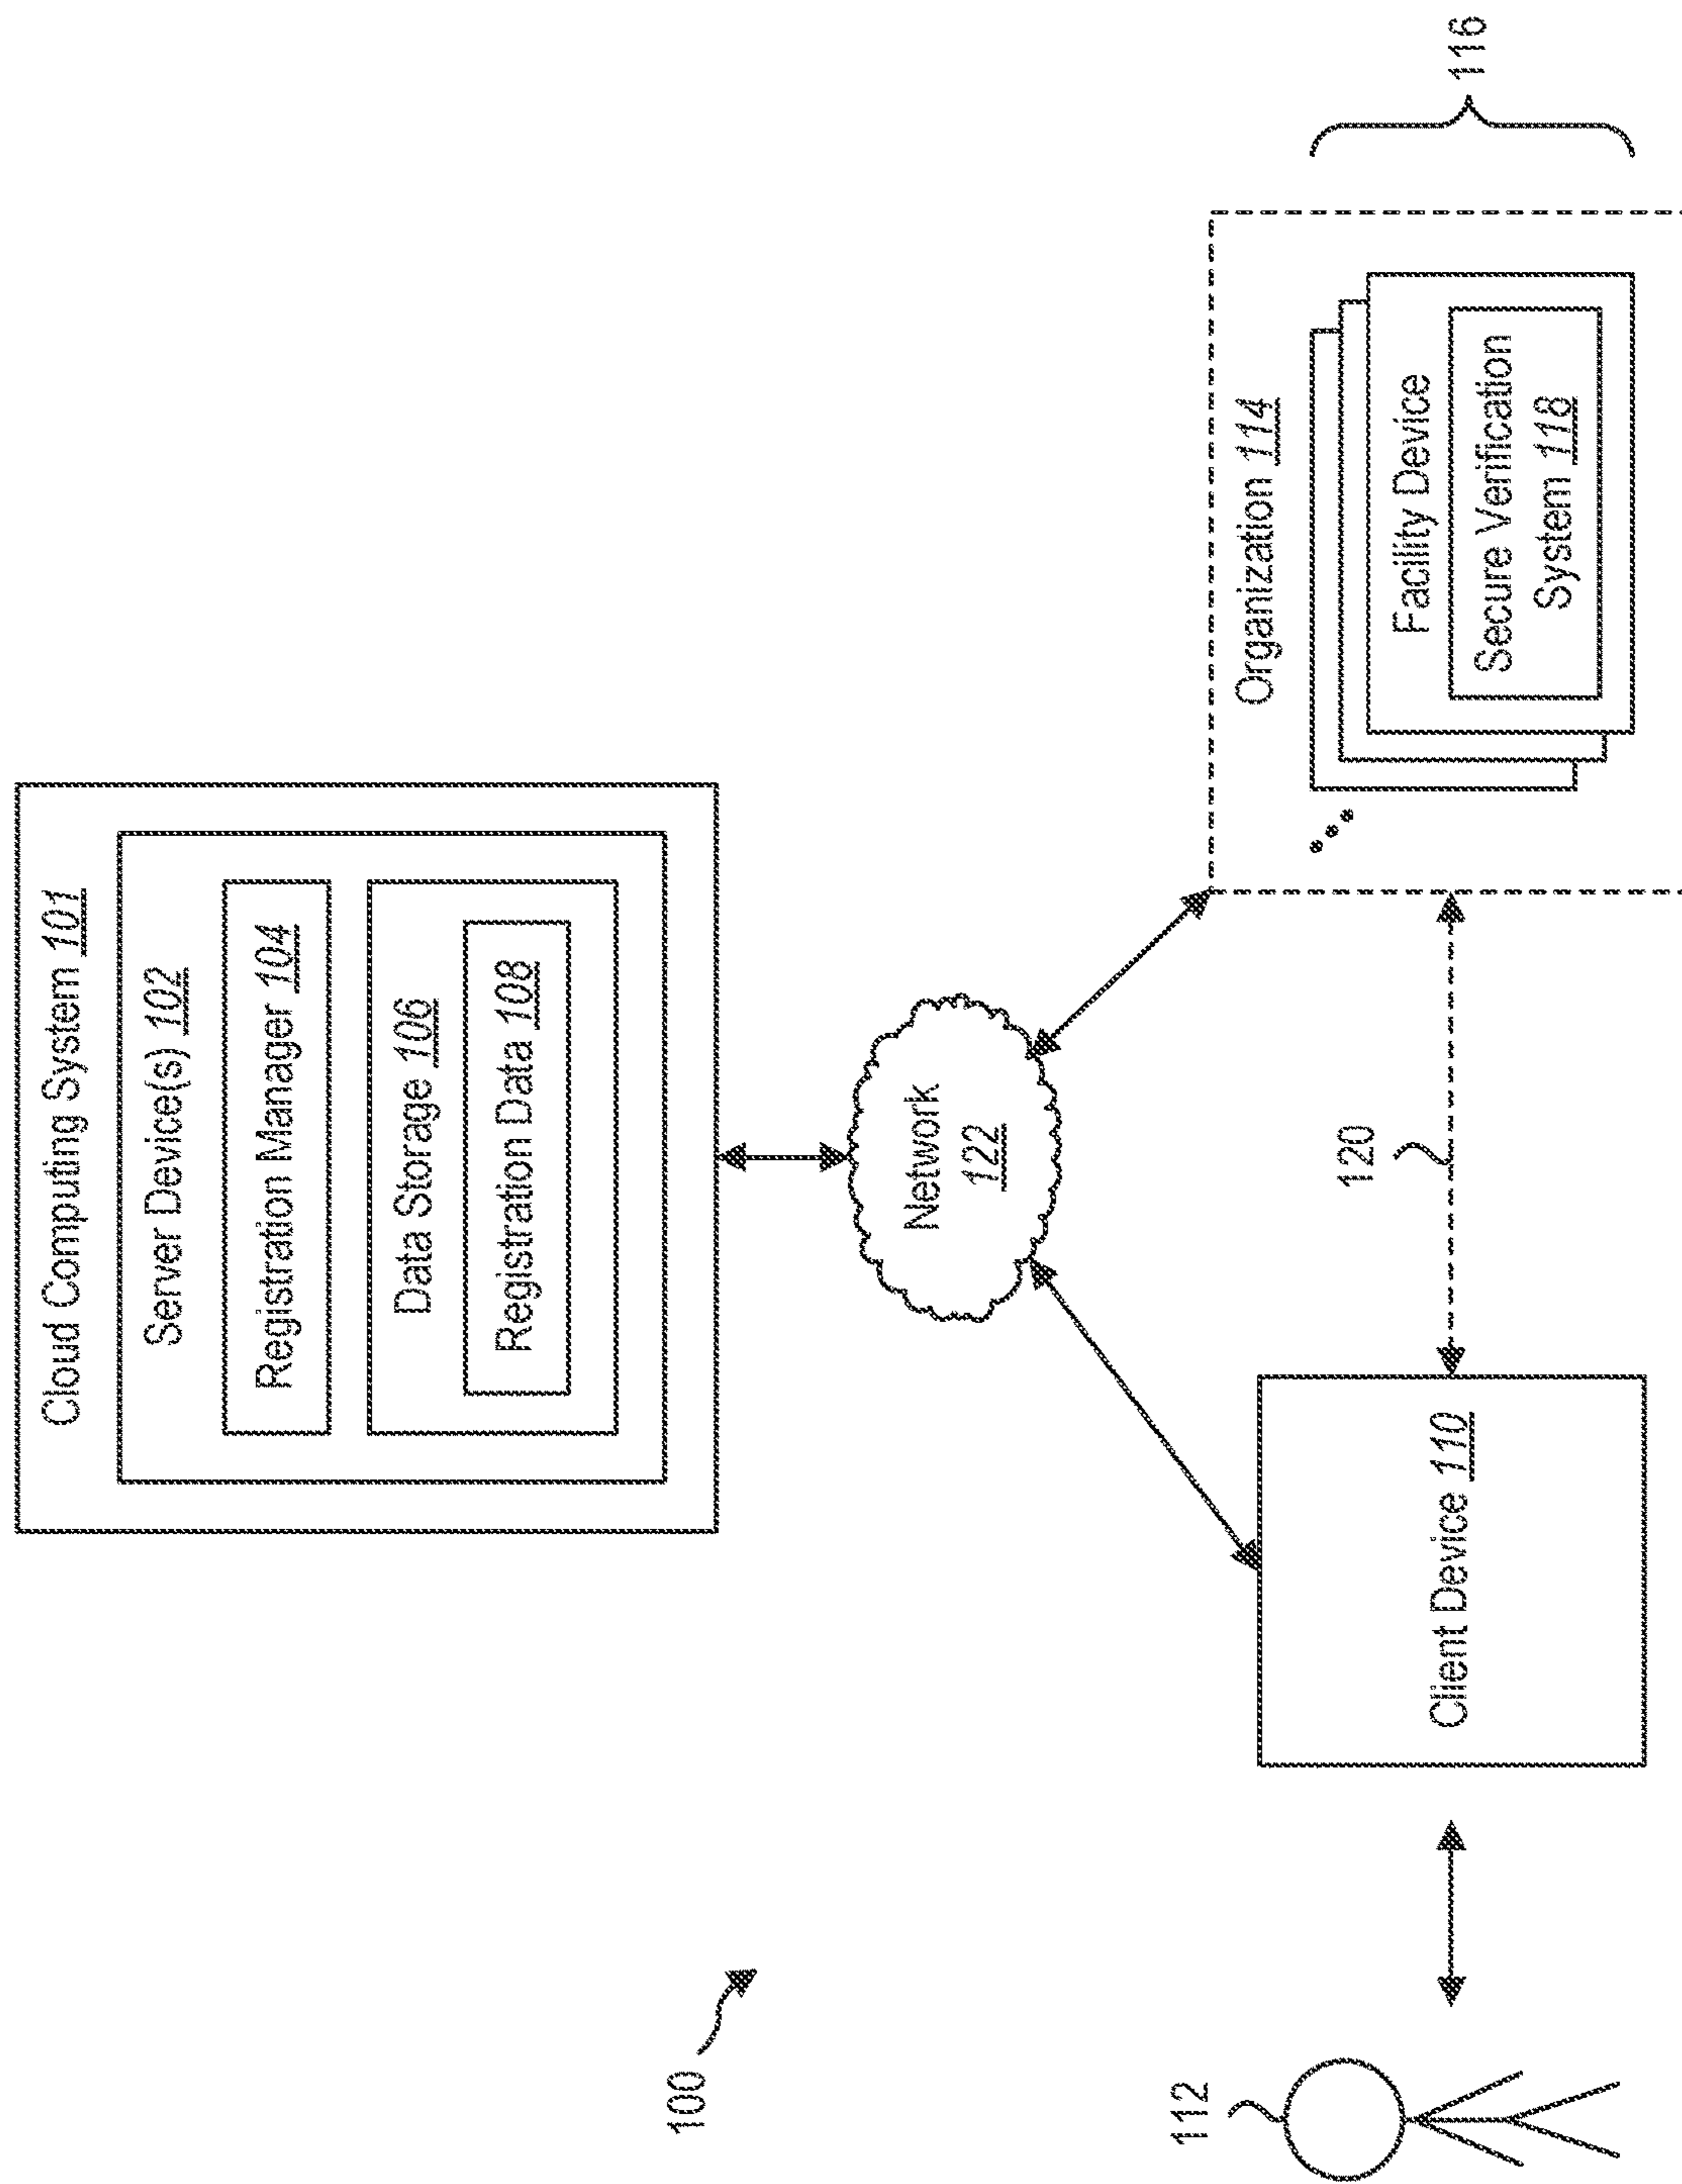 Cloud Computing System 101
Server Device(s) 102
Registration Manager 104
Data Storage 106
Registration Data 108
100
Network
122
112
Client Device 110
120
Organization 114
Facility Device
Secure Verification
System 118
116